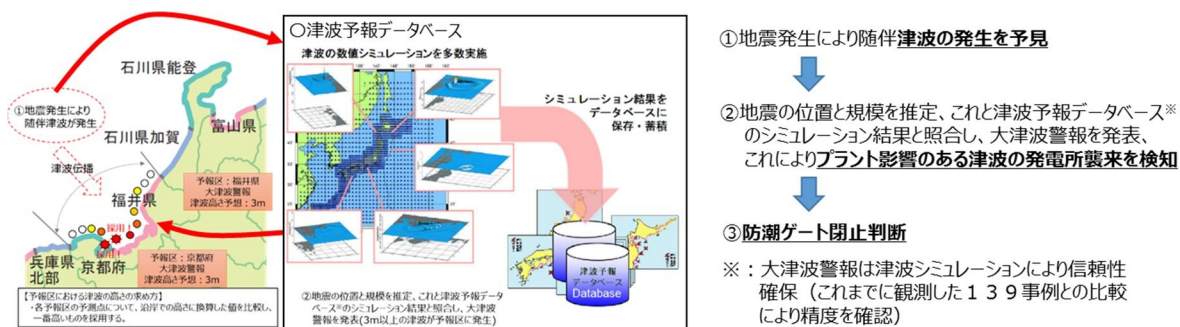 石川県能登
①地震発生により
随伴津波が発生
富山県
石川県加賀
津波伝播
予報区：福井県
大津波警報
津波高さ予想：3m
福井県
採用！
採用！
兵庫県
北部
京都府
予報区：京都府
大津波警報
津波高さ予想：3m
【予報区における津波の高さの求め方】
・各予報区の予測点について、沿岸での高さに換算した値を比較し、
一番高いものを採用する。
○津波予報データベース
津波の数値シミュレーションを多数実施
シミュレーション結果を
データベースに
保存・蓄積
津波予報
データベース
Database
②地震の位置と規模を推定、これと津波予報データ
ベース※のシミュレーション結果と照合し、大津波
警報を発表(3m以上の津波が予報区に発生)
①地震発生により随伴津波の発生を予見
②地震の位置と規模を推定、これと津波予報データベース※
のシミュレーション結果と照合し、大津波警報を発表、
これによりプラント影響のある津波の発電所襲来を検知
③防潮ゲート閉止判断
※：大津波警報は津波シミュレーションにより信頼性
確保（これまでに観測した１３９事例との比較
により精度を確認）